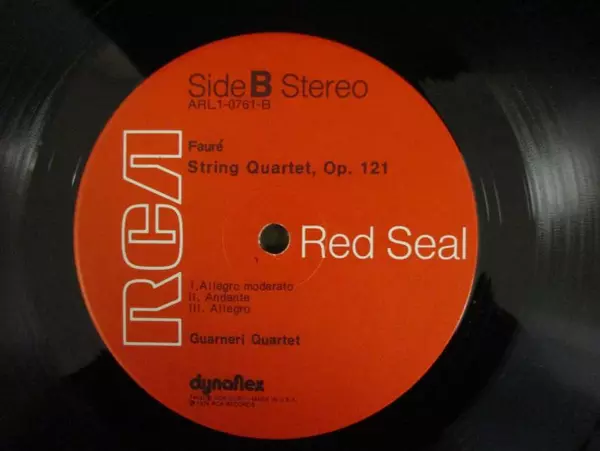 Side B Stereo
ARL1-0761-B
Fauré
String Quartet, Op. 121
RCA
Red Seal
I. Allegro moderato
II. Andante
III. Allegro
Guarneri Quartet
dynaflex